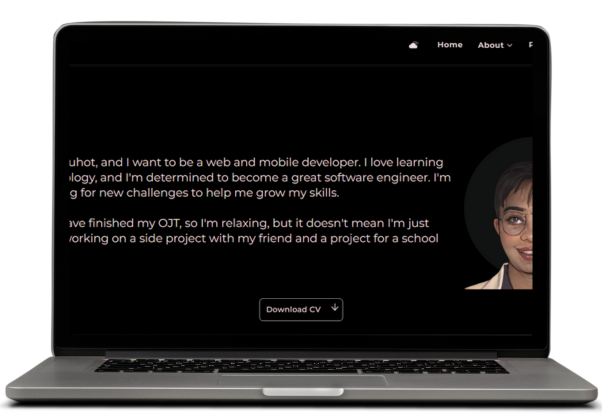 Home About
uhot, and I want to be a web and mobile developer. I love learning
logy, and I'm determined to become a great software engineer. I'm
g for new challenges to help me grow my skills.
ave finished my OJT, so I'm relaxing, but it doesn't mean I'm just
working on a side project with my friend and a project for a school
Download CV